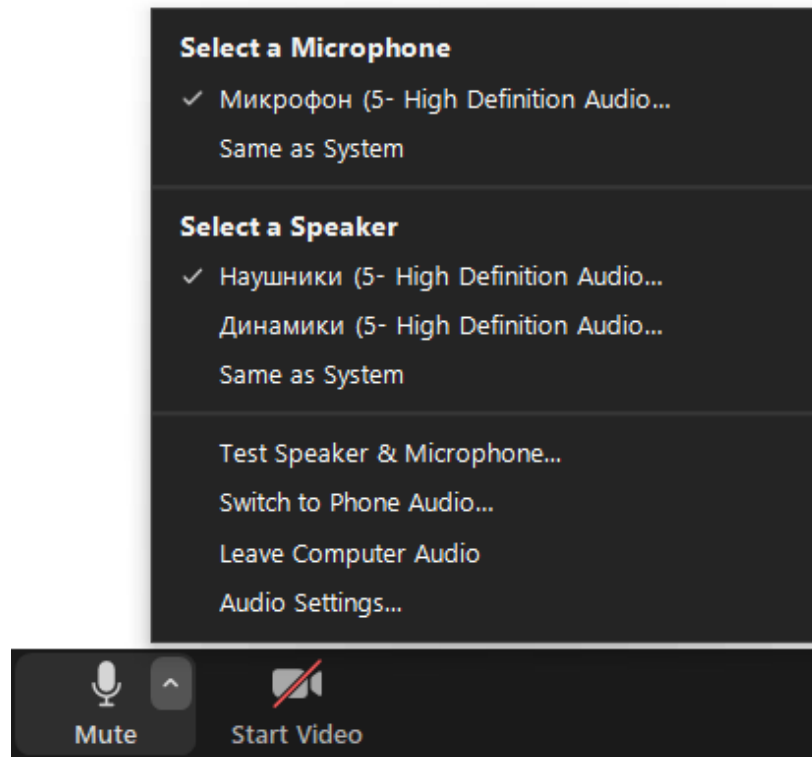 Select a Microphone
Микрофон (5- High Definition Audio...
Same as System
Select a Speaker
Наушники (5- High Definition Audio...
Динамики (5- High Definition Audio...
Same as System
Test Speaker & Microphone...
Switch to Phone Audio...
Leave Computer Audio
Audio Settings...
Mute
Start Video